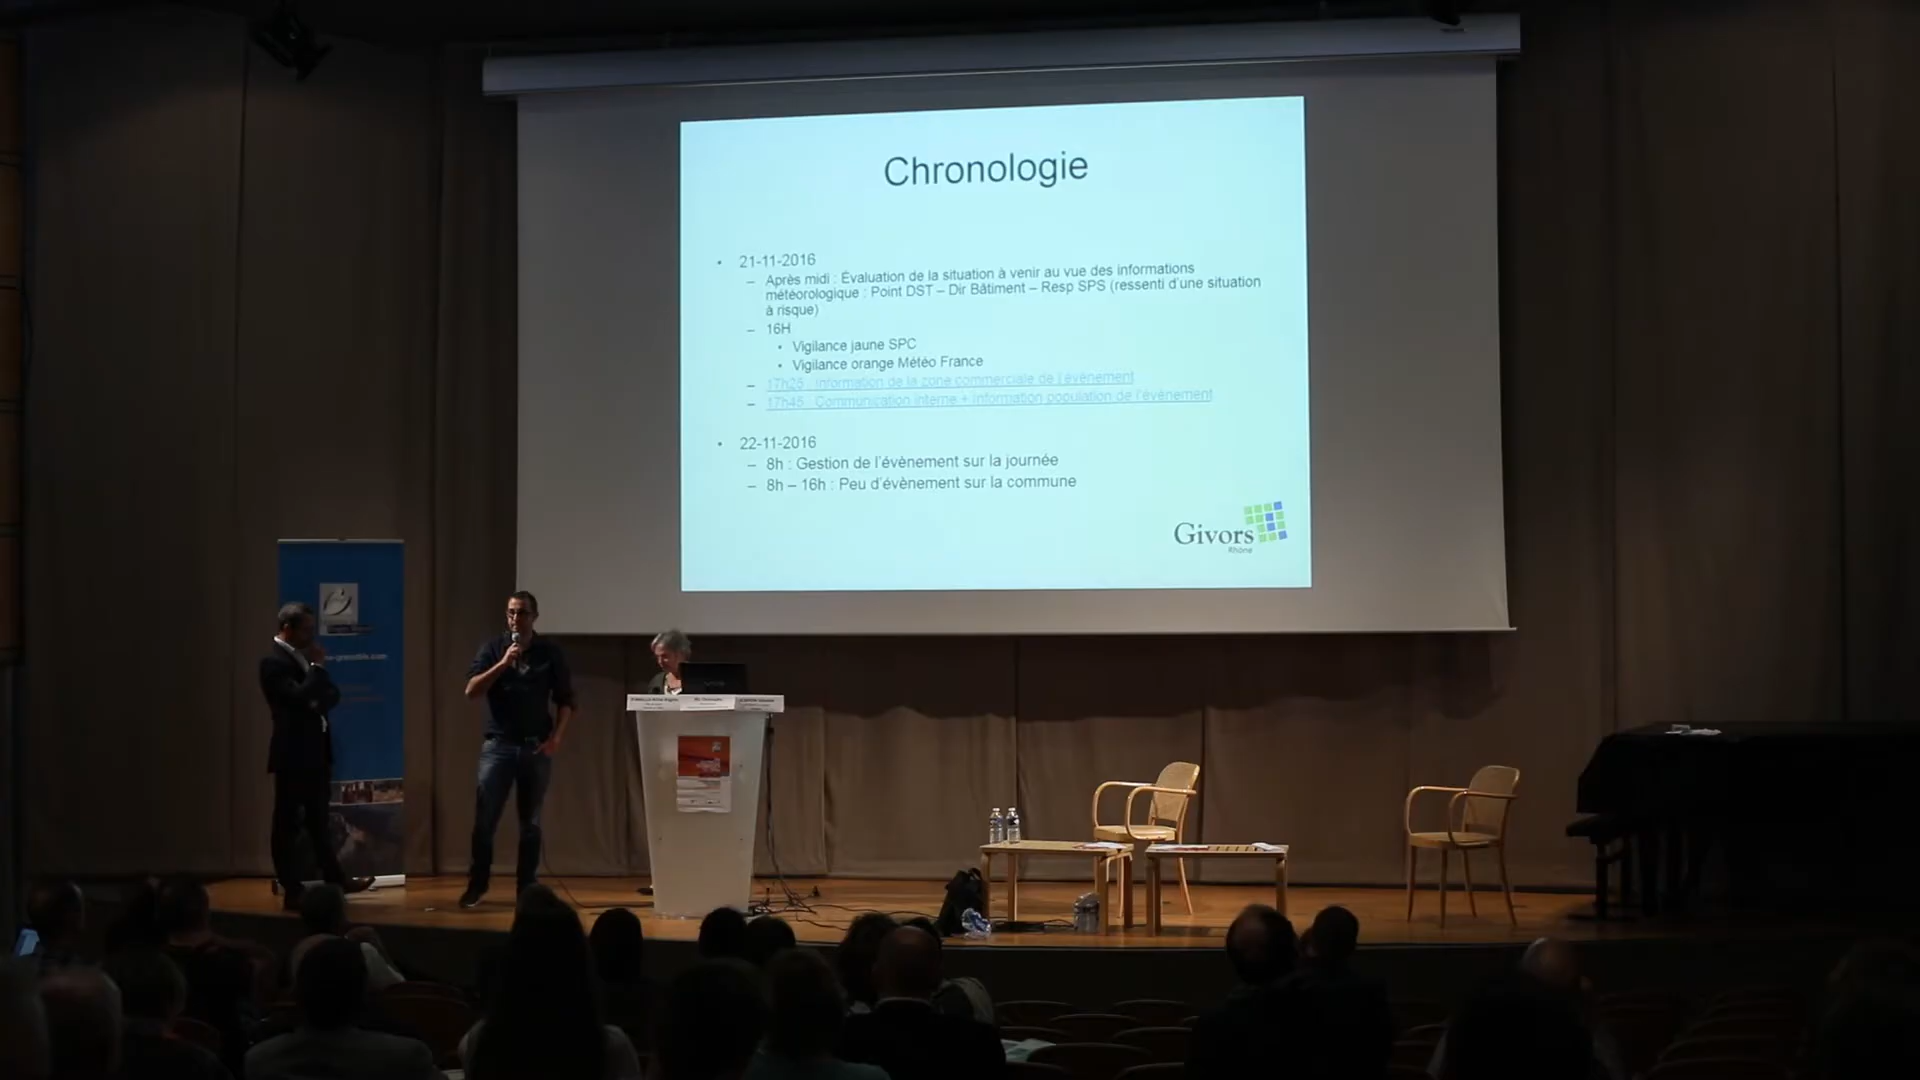 Chronologie
• 21-11-2016
– Après midi : Évaluation de la situation à venir au vue des informations
météorologique : Point DST – Dir Bâtiment – Resp SPS (ressenti d'une situation
à risque)
– 16H
• Vigilance jaune SPC
• Vigilance orange Météo France
– 17h25 : Information de la zone commerciale de l'évènement
– 17h45 : Communication interne + Information population de l'évènement
• 22-11-2016
– 8h : Gestion de l'évènement sur la journée
– 8h – 16h : Peu d'évènement sur la commune
Givors
Rhône